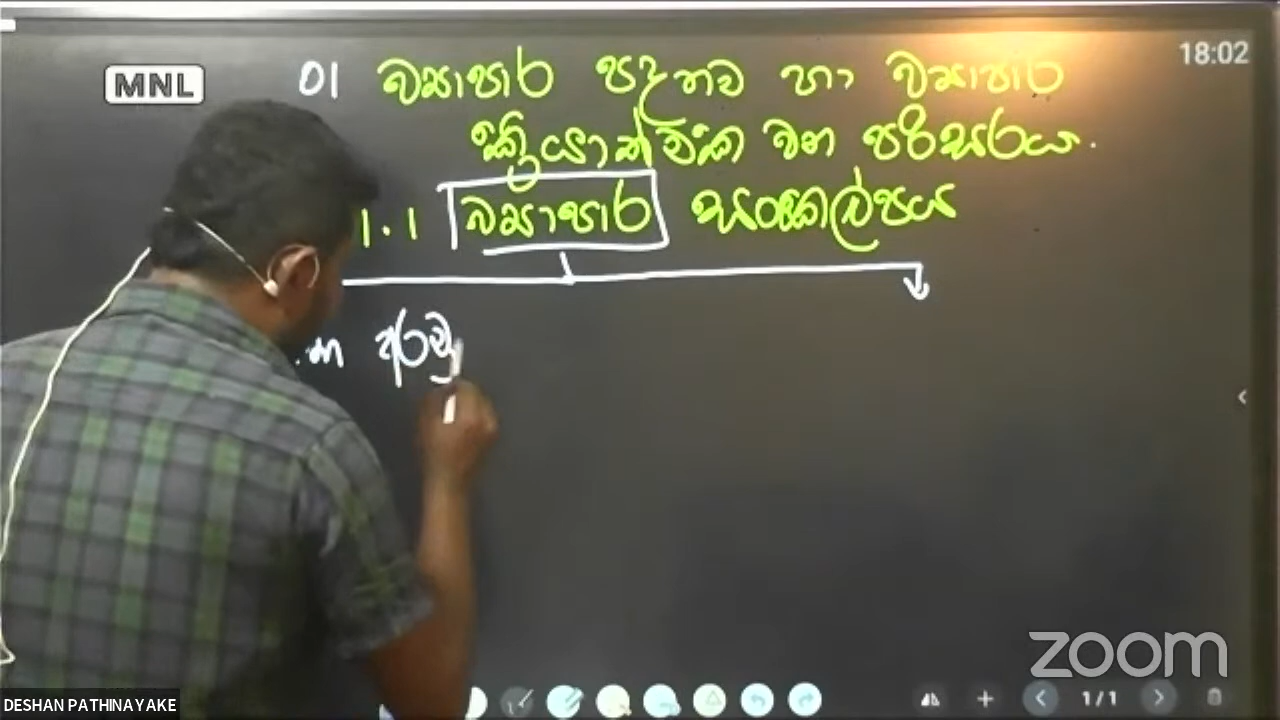 MNL
18:02
01 ව්‍යාපාර පදනම හා ව්‍යාපාර
ක්‍රියාත්මක වන පරිසරය.
1.1 ව්‍යාපාර සංකල්පය
zoom
DESHAN PATHINAYAKE
1/1